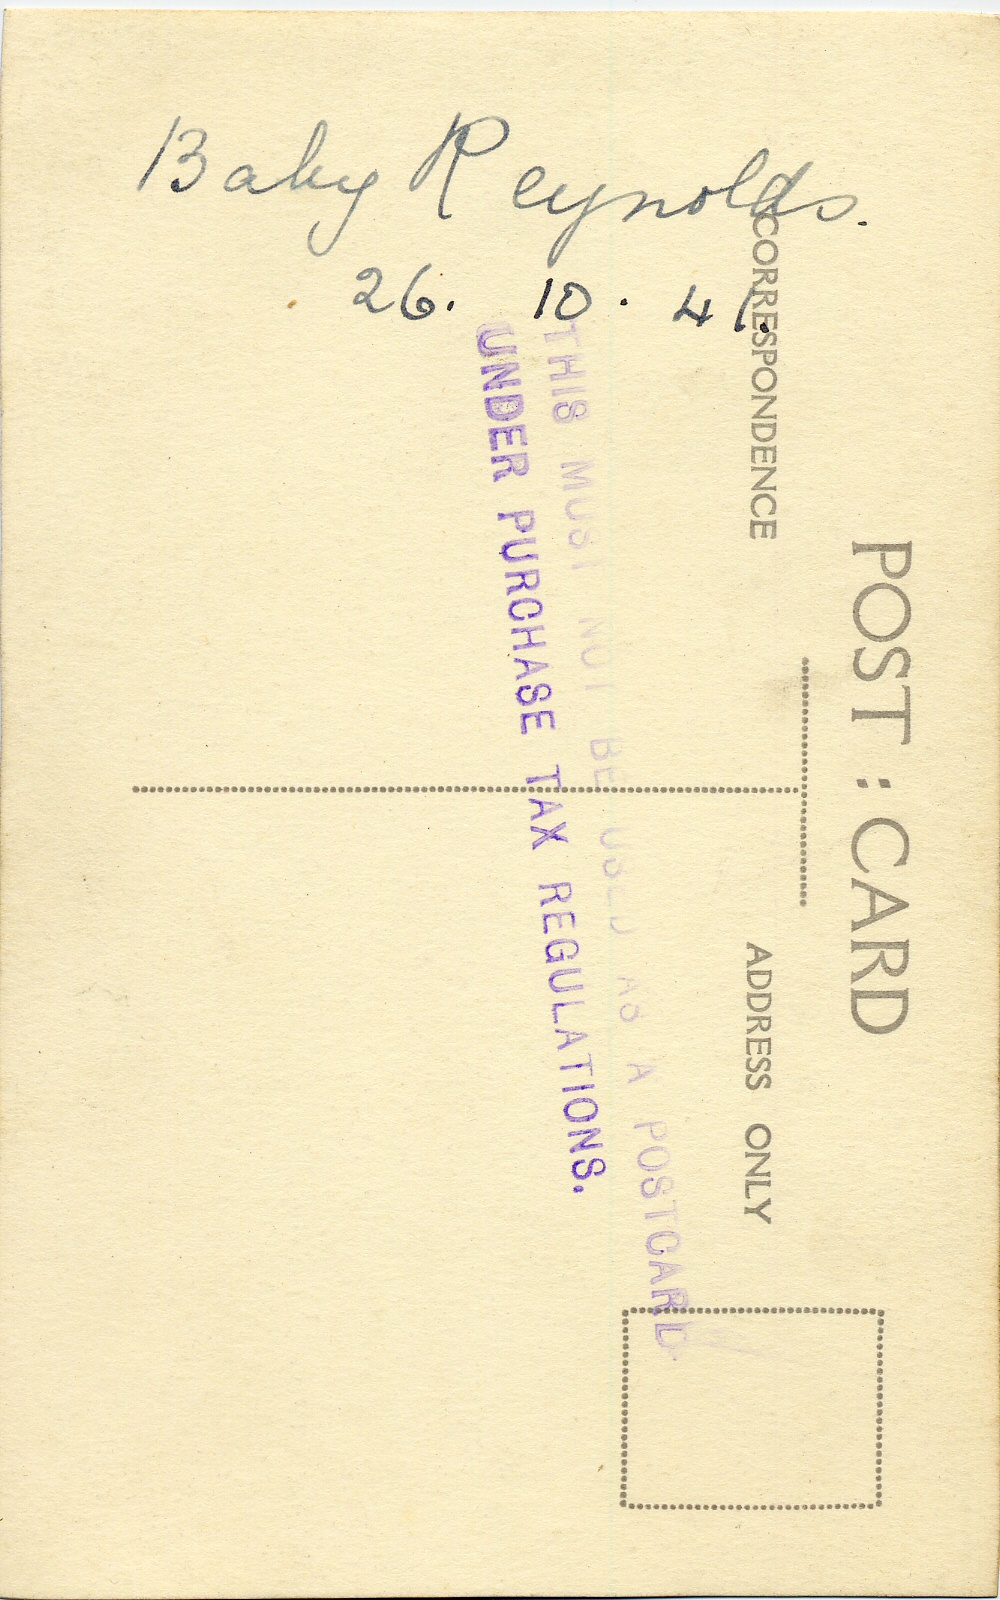 Baby Reynolds.
26. 10. 41.
POST : CARD
CORRESPONDENCE
ADDRESS ONLY
THIS MUST NOT BE USED AS A POSTCARD
UNDER PURCHASE TAX REGULATIONS.